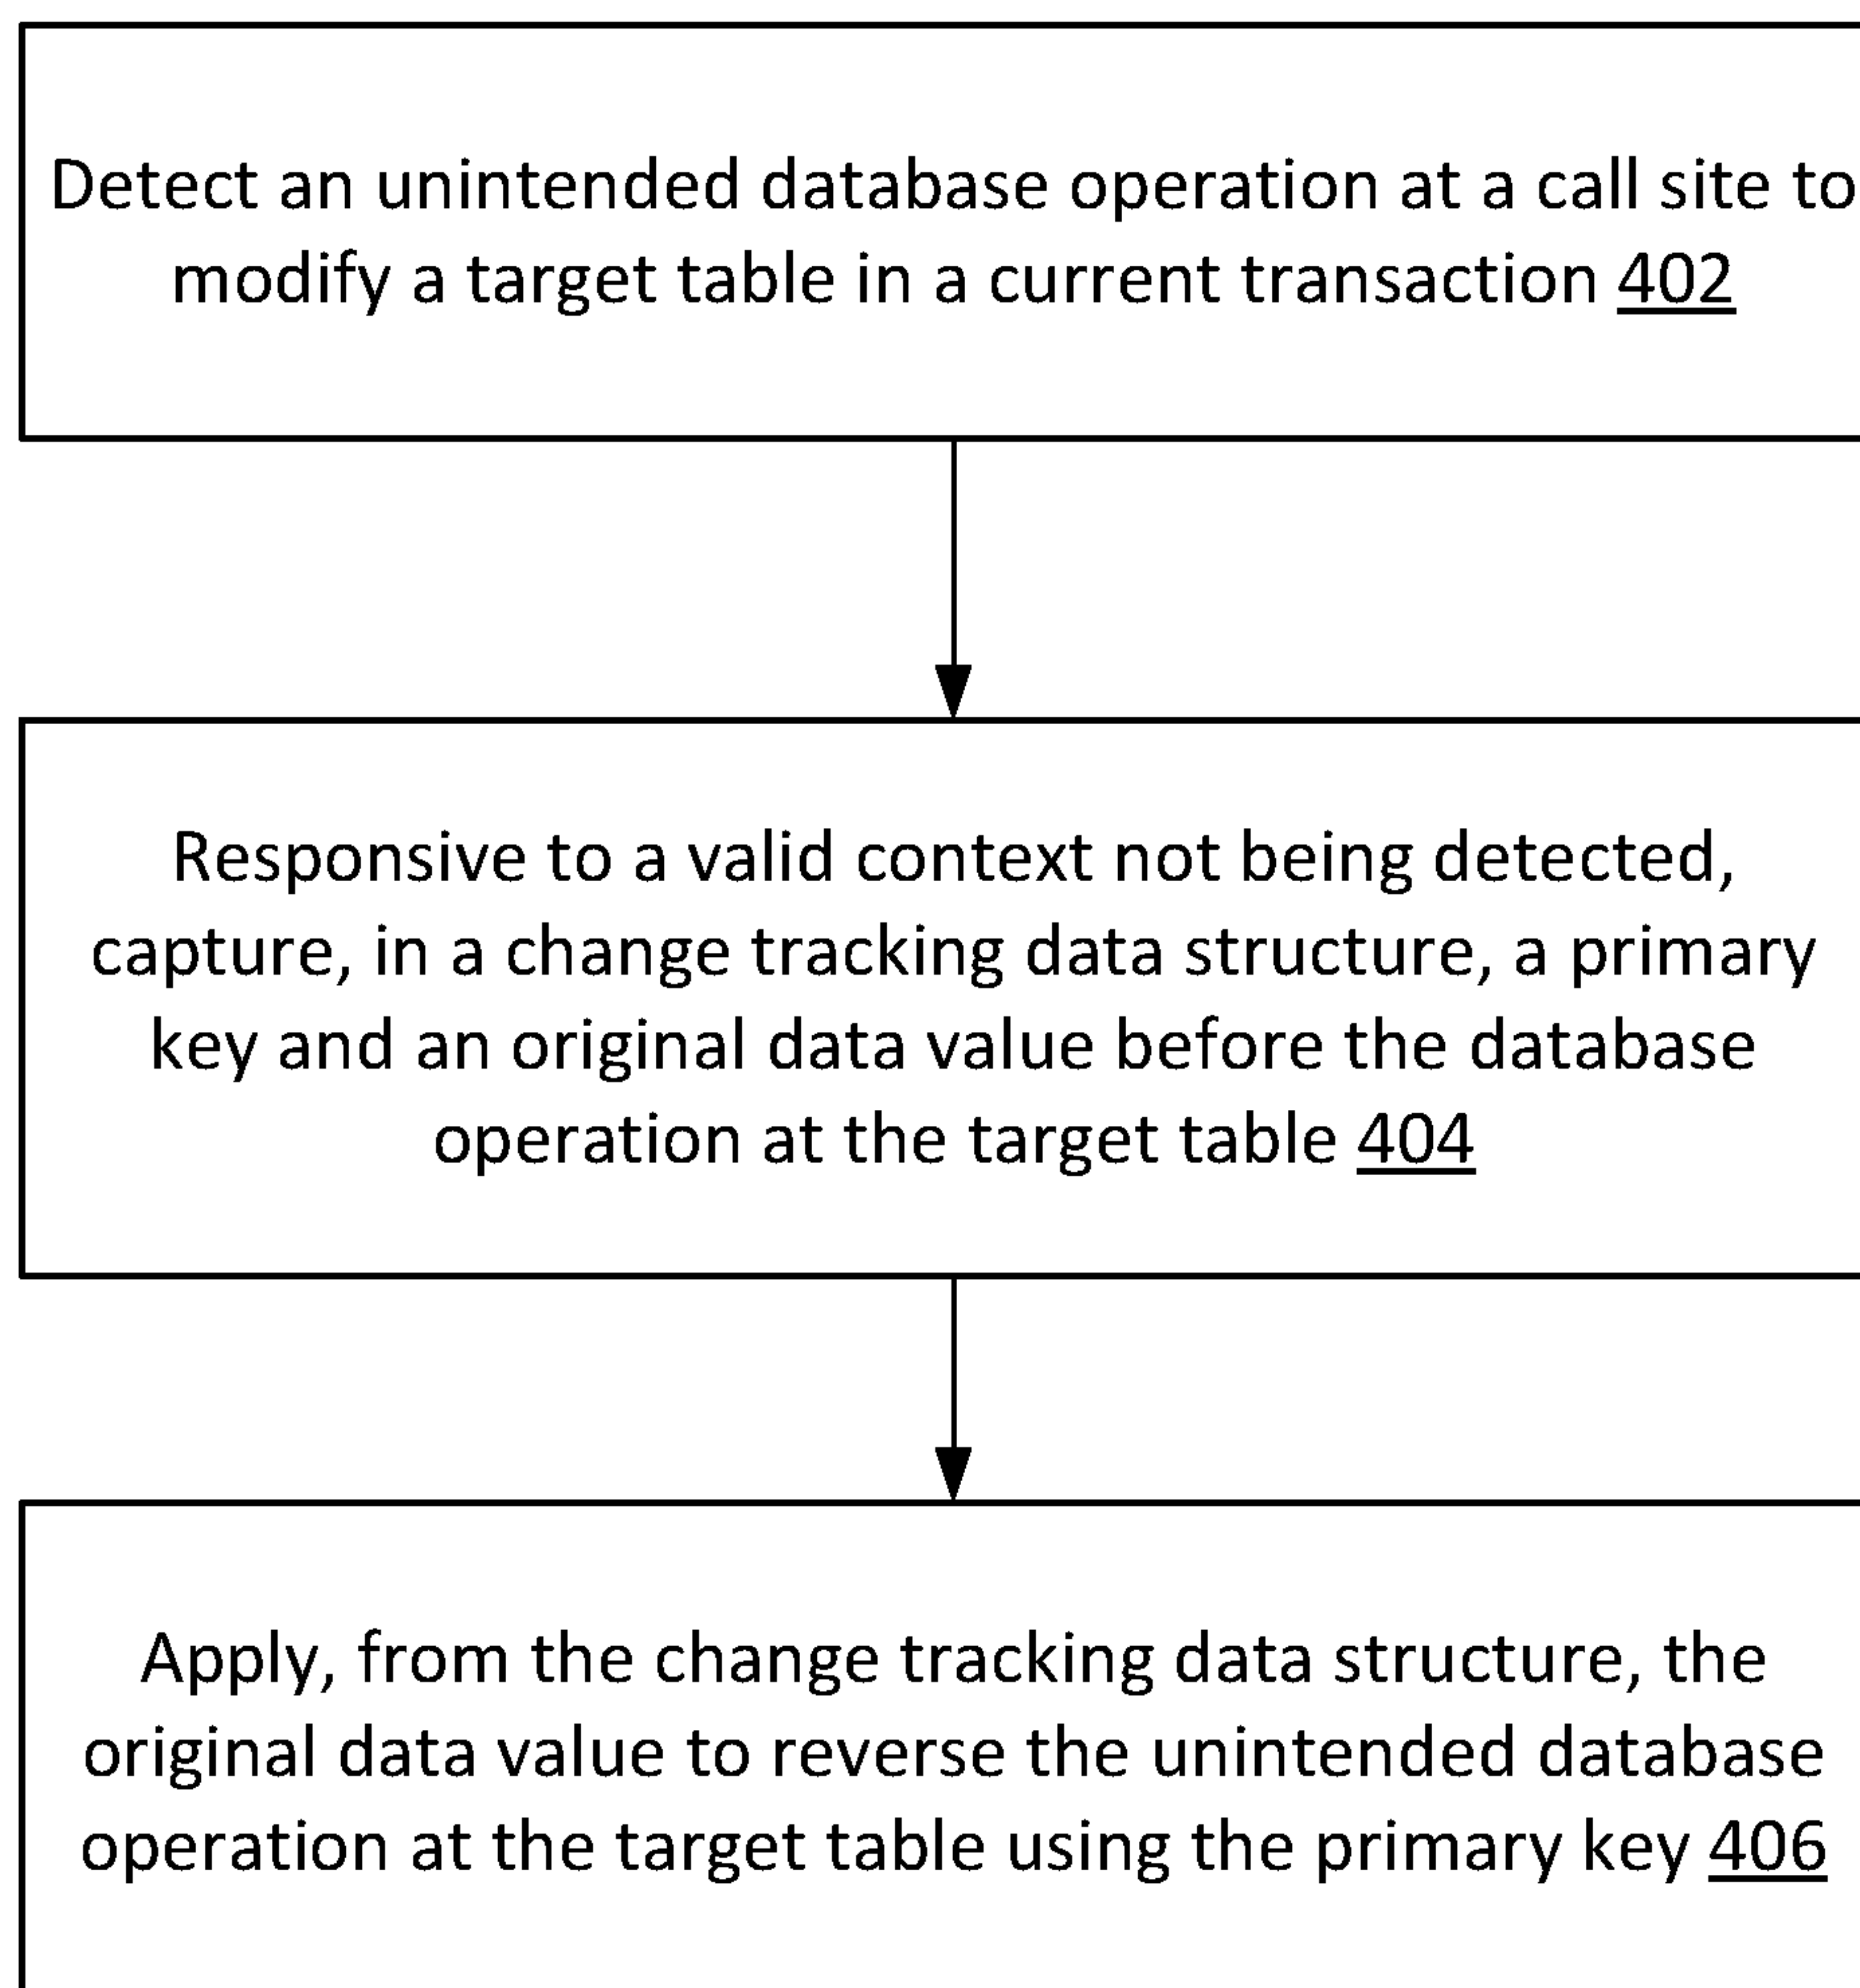 Detect an unintended database operation at a call site to
modify a target table in a current transaction 402
Responsive to a valid context not being detected,
capture, in a change tracking data structure, a primary
key and an original data value before the database
operation at the target table 404
Apply, from the change tracking data structure, the
original data value to reverse the unintended database
operation at the target table using the primary key 406